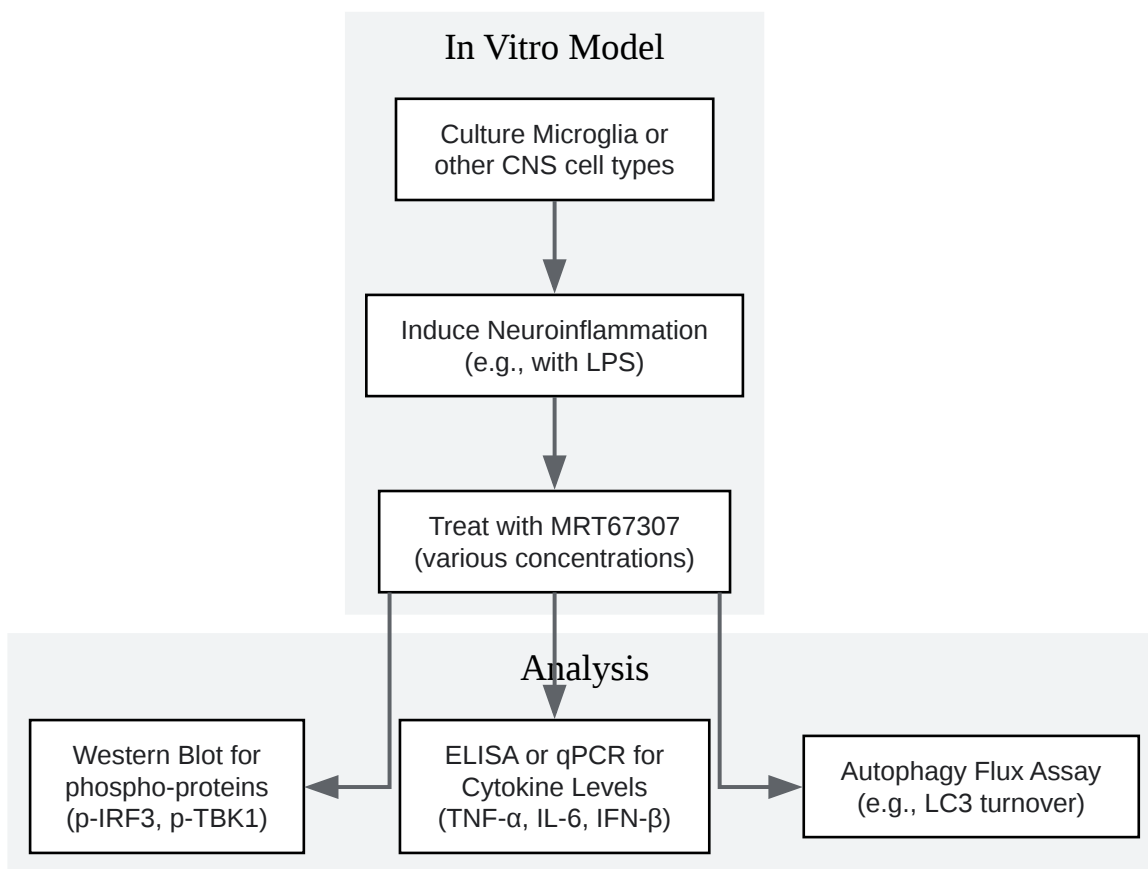 In Vitro Model
Culture Microglia or
other CNS cell types
Induce Neuroinflammation
(e.g., with LPS)
Treat with MRT67307
(various concentrations)
Analysis
Western Blot for
phospho-proteins
(p-IRF3, p-TBK1)
ELISA or qPCR for
Cytokine Levels
(TNF-α, IL-6, IFN-β)
Autophagy Flux Assay
(e.g., LC3 turnover)